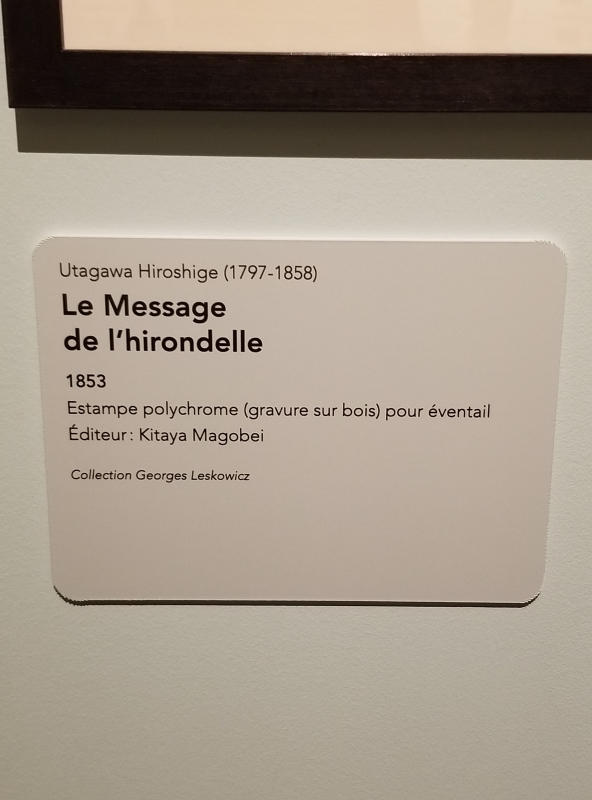 Utagawa Hiroshige (1797-1858)
Le Message
de l'hirondelle
1853
Estampe polychrome (gravure sur bois) pour éventail
Éditeur : Kitaya Magobei
Collection Georges Leskowicz